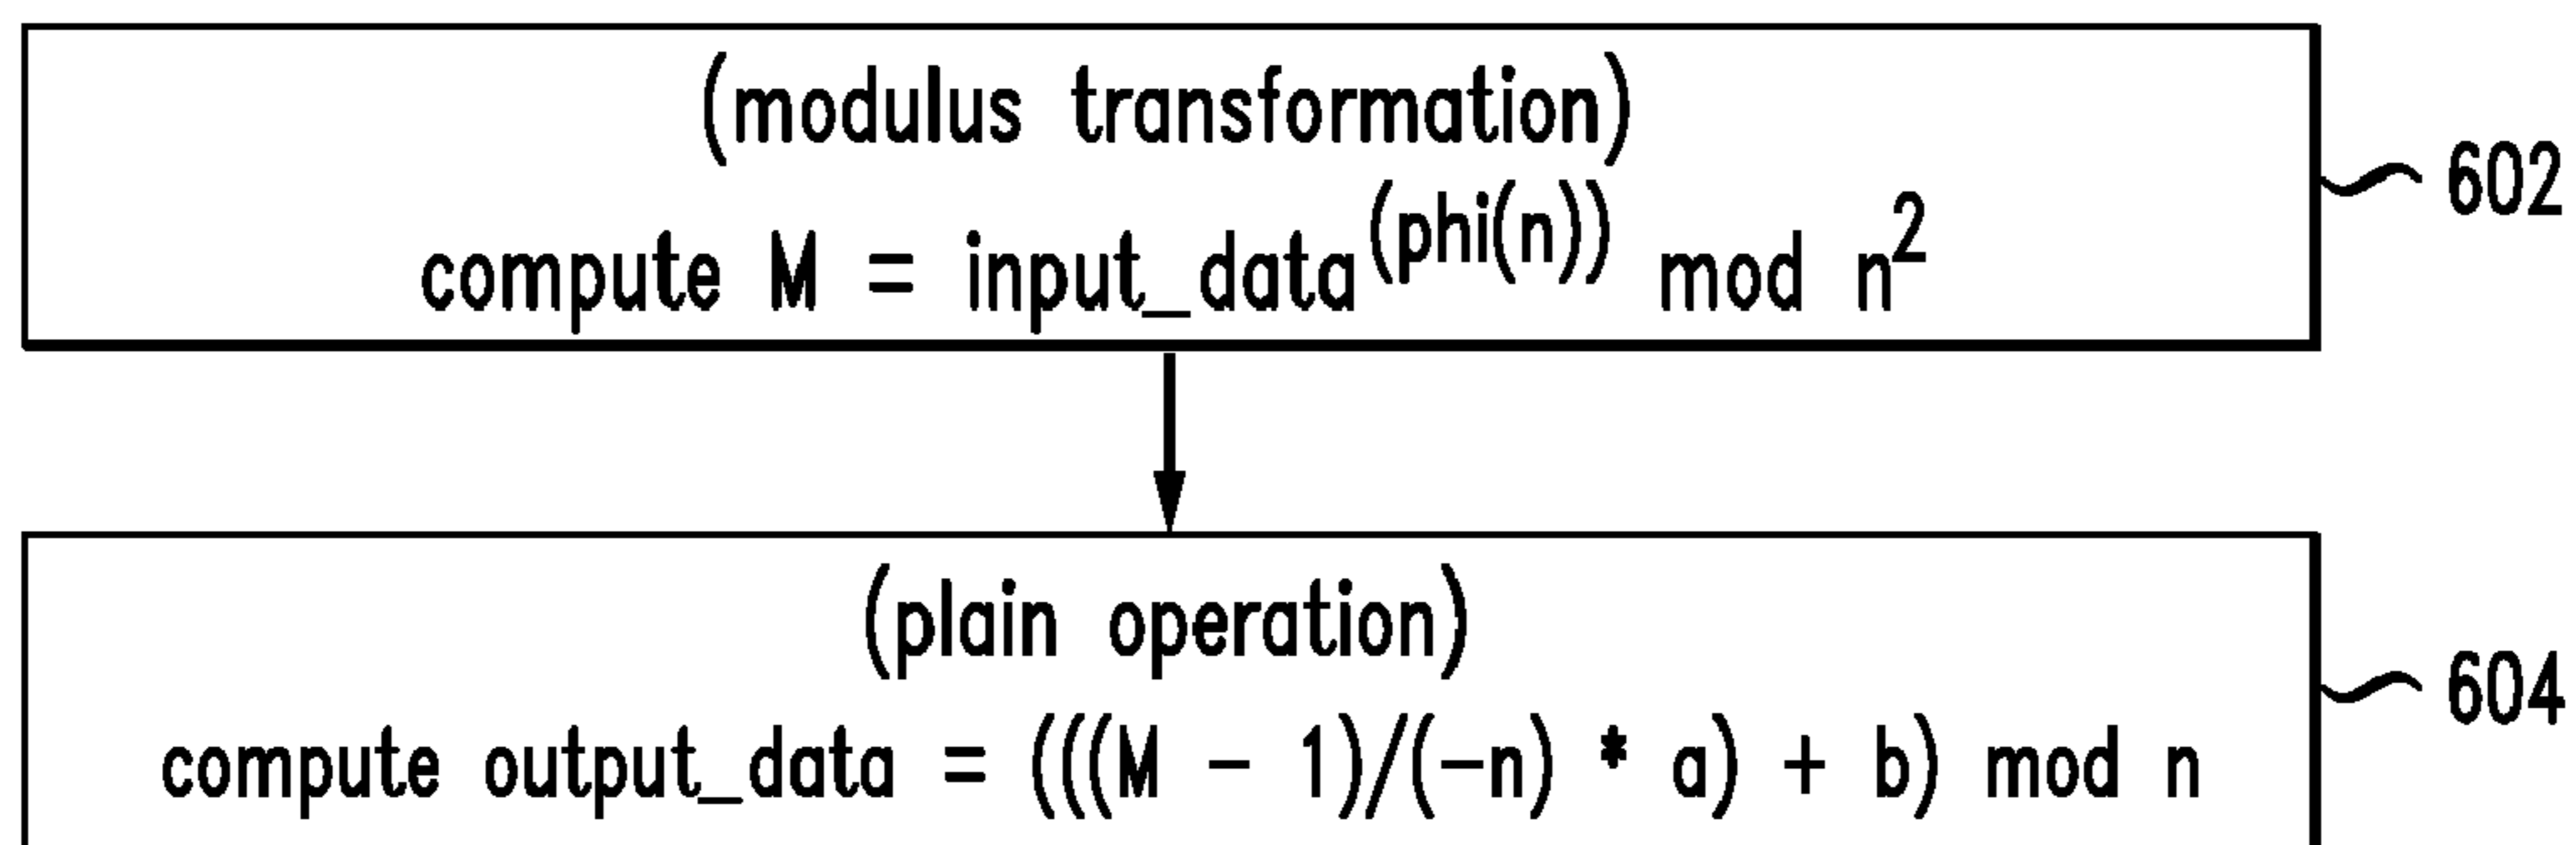 (modulus transformation)
compute M = input_data^(phi(n)) mod n²
602
(plain operation)
compute output_data = (((M - 1)/(-n) * a) + b) mod n
604